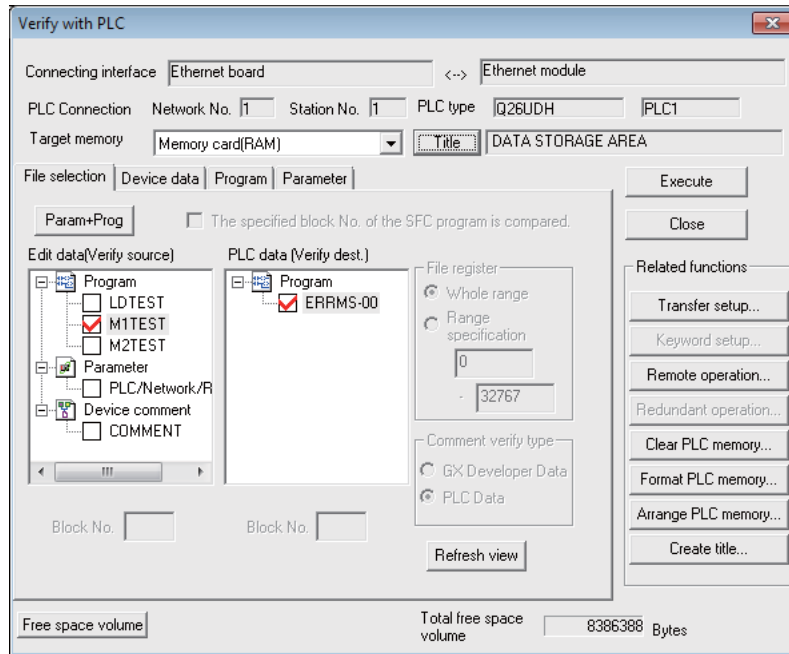 Verify with PLC
Connecting interface Ethernet board <--> Ethernet module
PLC Connection Network No. 1 Station No. 1 PLC type Q26UDH PLC1
Target memory Memory card(RAM) Title DATA STORAGE AREA
File selection Device data Program Parameter
Execute
Param+Prog The specified block No. of the SFC program is compared.
Close
Edit data(Verify source) PLC data (Verify dest.)
Program
LDTEST
M1TEST
M2TEST
Parameter
PLC/Network/R
Device comment
COMMENT
Program
ERRMS-00
File register
Whole range
Range
specification
0
- 32767
Comment verify type
GX Developer Data
PLC Data
Block No. Block No.
Refresh view
Related functions
Transfer setup...
Keyword setup...
Remote operation...
Redundant operation...
Clear PLC memory...
Format PLC memory...
Arrange PLC memory...
Create title...
Free space volume
Total free space
volume 8386388 Bytes